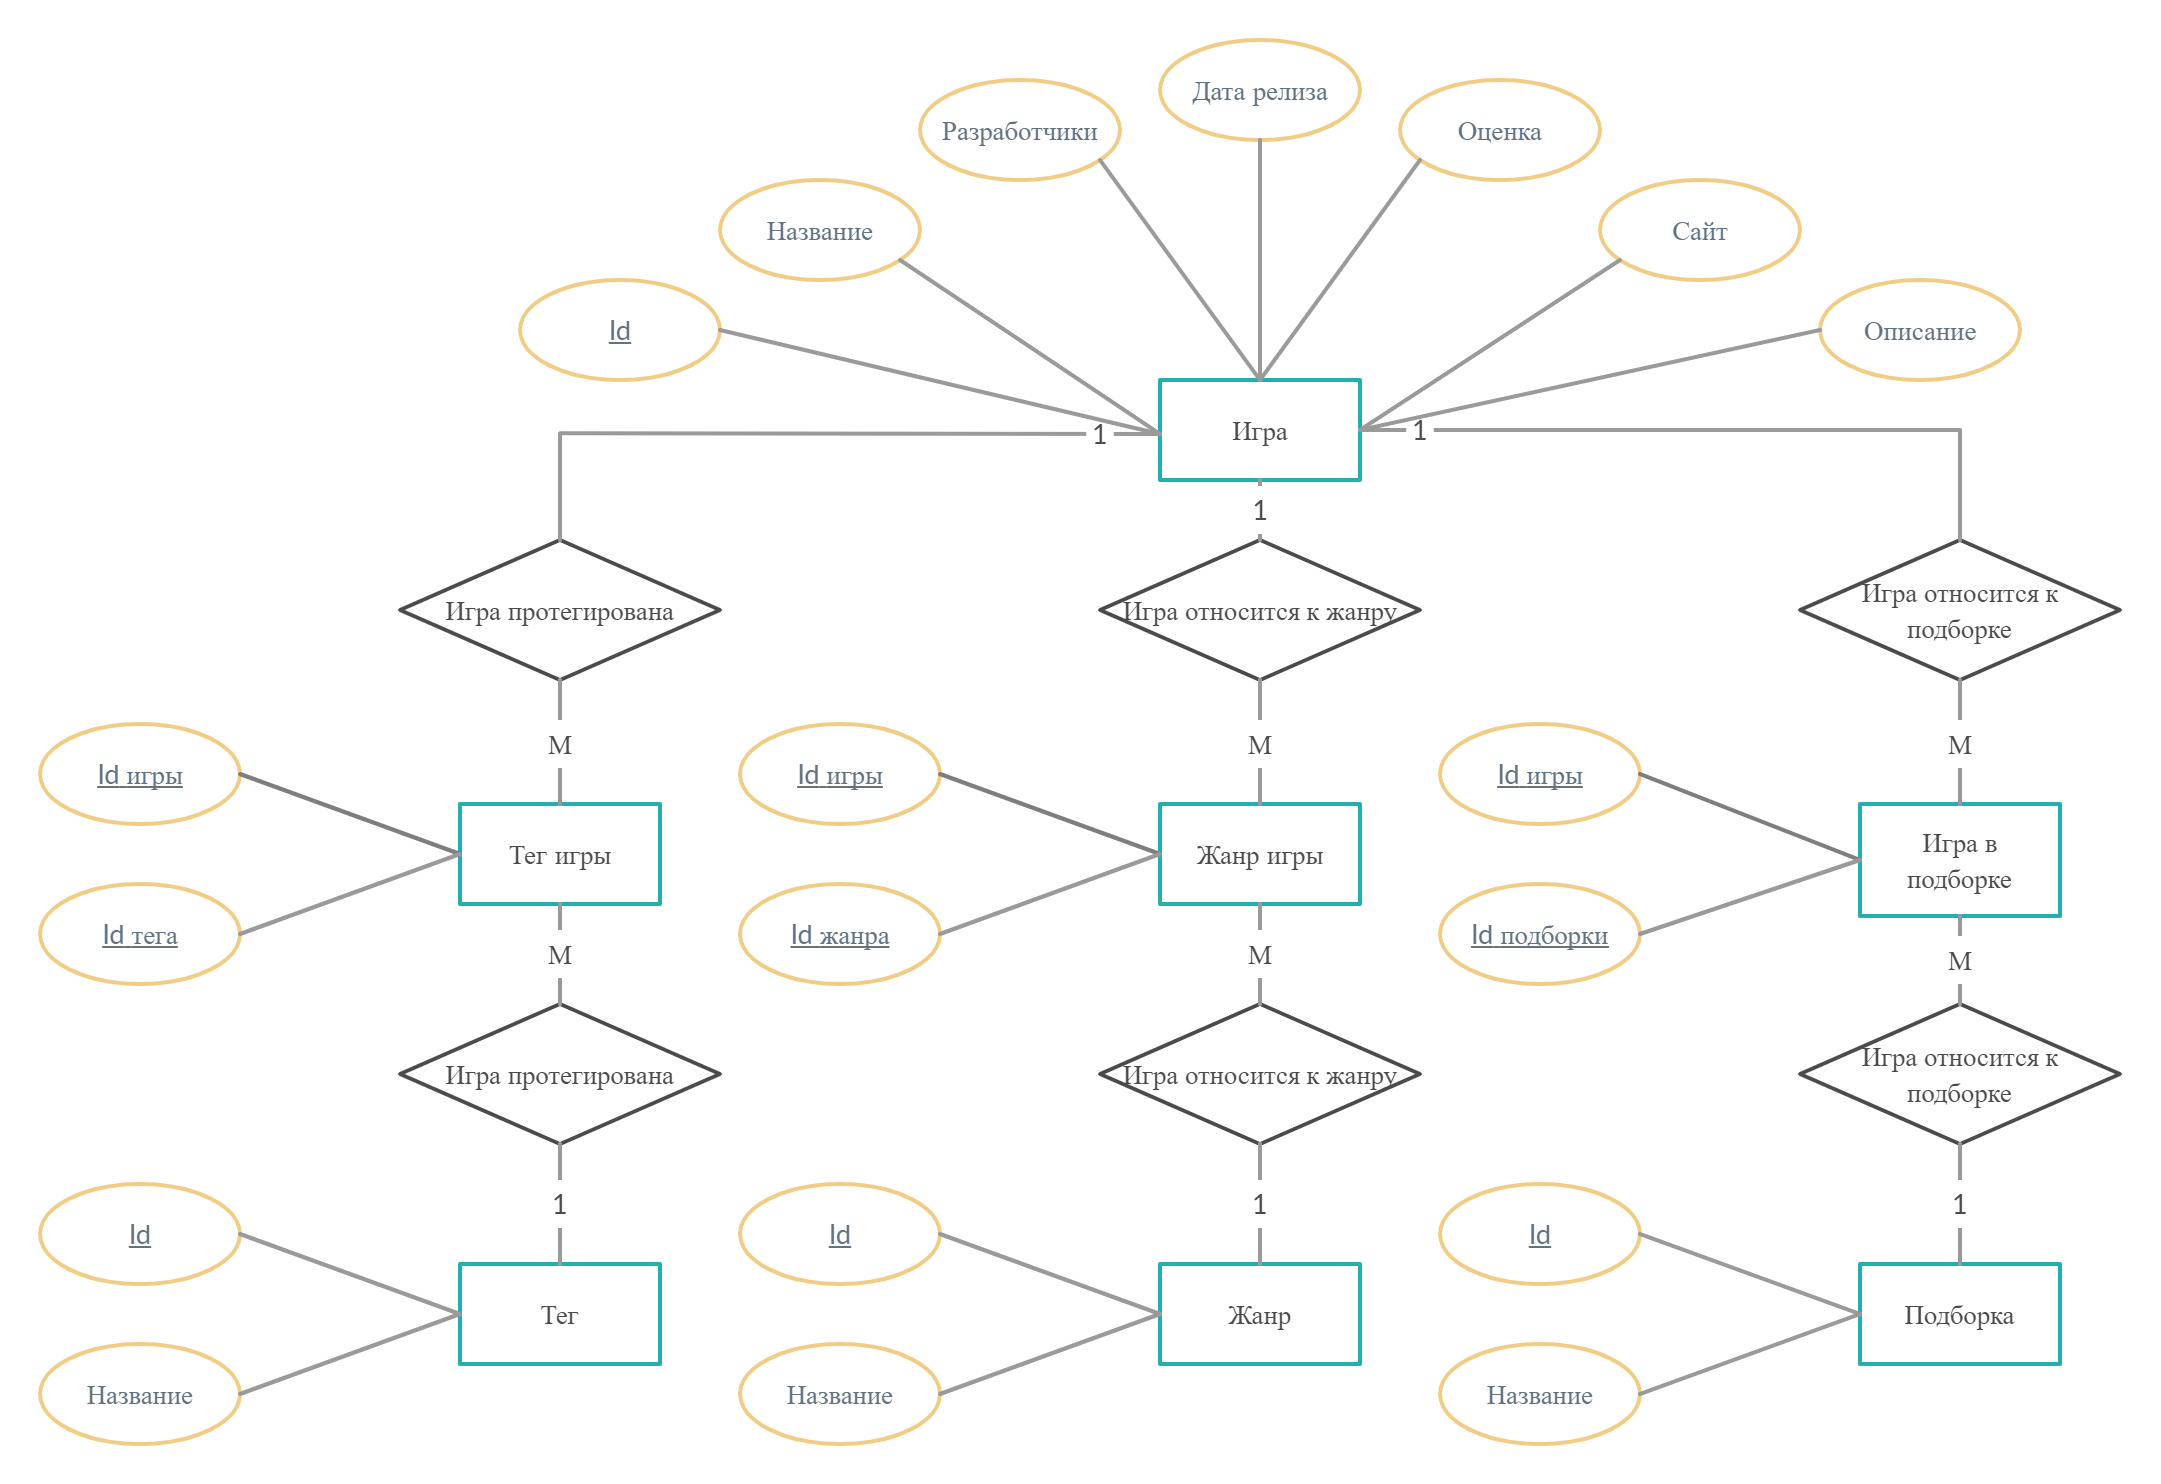 Дата релиза
Разработчики
Оценка
Название
Сайт
Id
Описание
Игра
1
1
1
Игра протегирована
Игра относится к жанру
Игра относится к
подборке
М
М
М
Id игры
Id игры
Id игры
Тег игры
Жанр игры
Игра в
подборке
Id тега
Id жанра
Id подборки
М
М
М
Игра протегирована
Игра относится к жанру
Игра относится к
подборке
1
1
1
Id
Id
Id
Тег
Жанр
Подборка
Название
Название
Название